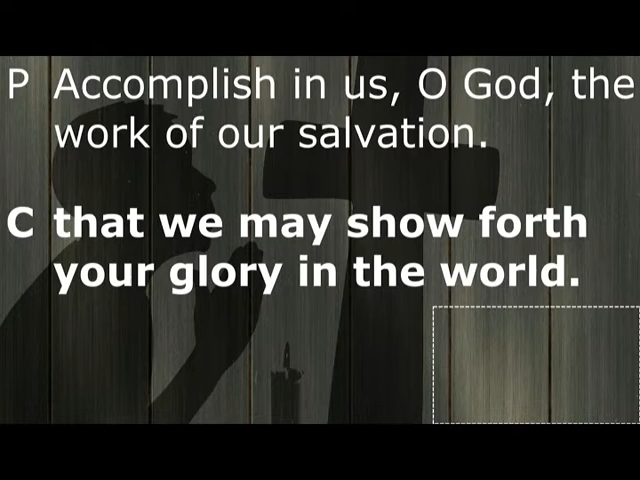 P Accomplish in us, O God, the
work of our salvation.
C that we may show forth
your glory in the world.